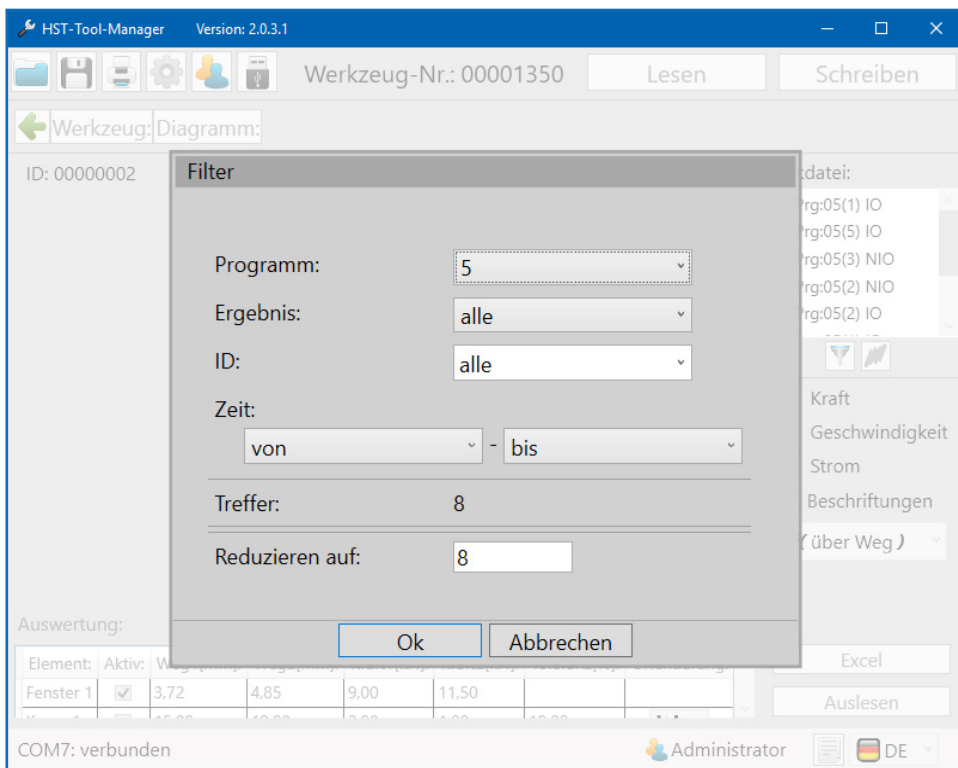 HST-Tool-Manager Version: 2.0.3.1
Werkzeug-Nr.: 00001350 Lesen Schreiben
Werkzeug: Diagramm:
ID: 00000002
Filter
Programm: 5
Ergebnis: alle
ID: alle
Zeit:
von - bis
Treffer: 8
Reduzieren auf: 8
Ok Abbrechen
Prg:05(1) IO
Prg:05(5) IO
Prg:05(3) NIO
Prg:05(2) NIO
Prg:05(2) IO
Kraft
Geschwindigkeit
Strom
Beschriftungen
( über Weg )
Auswertung:
Element: Aktiv:
Fenster 1 3,72 4,85 9,00 11,50
Excel
Auslesen
COM7: verbunden Administrator DE